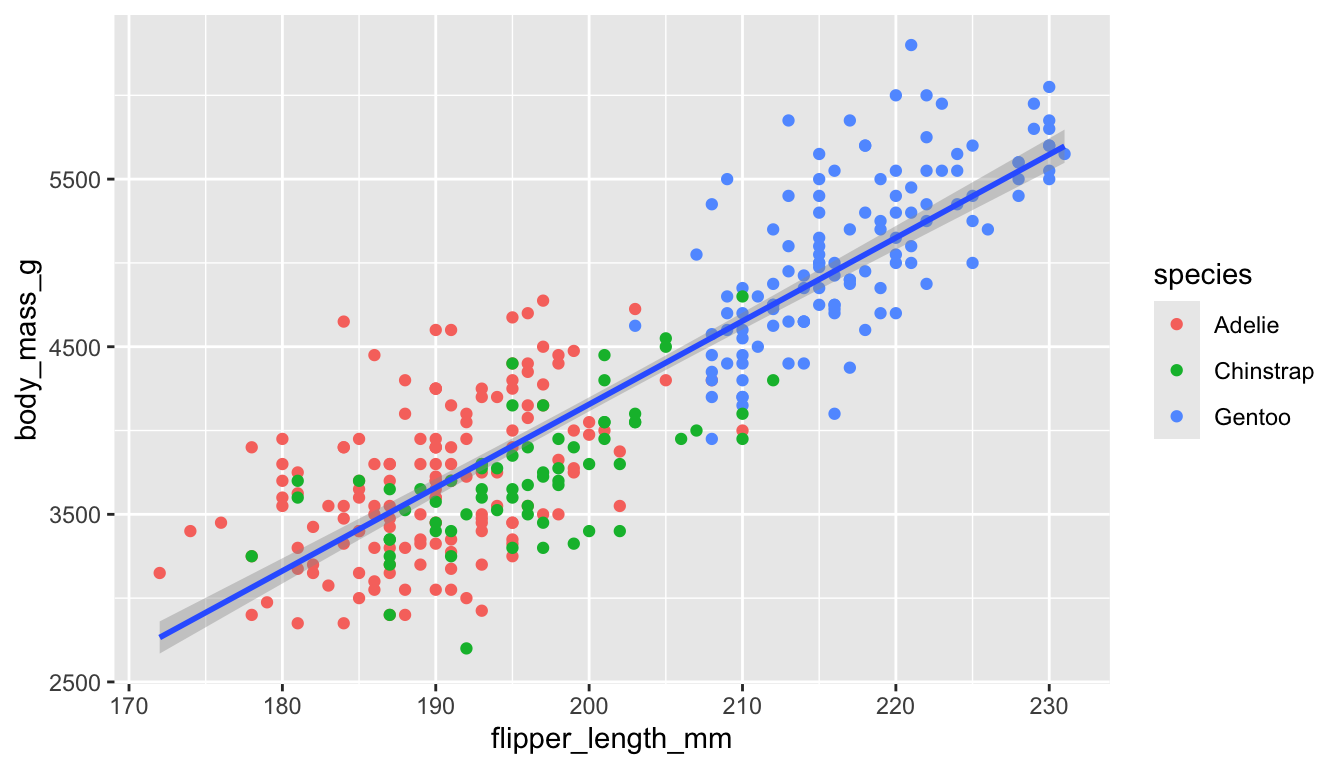 5500
4500
3500
2500
body_mass_g
170 180 190 200 210 220 230
flipper_length_mm
species
Adelie
Chinstrap
Gentoo